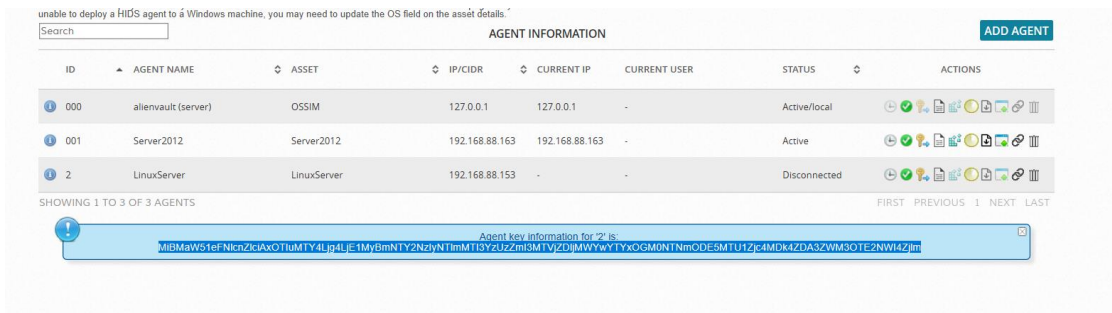 unable to deploy a HIDS agent to a Windows machine, you may need to update the OS field on the asset details.
Search
AGENT INFORMATION
ADD AGENT
ID AGENT NAME ASSET IP/CIDR CURRENT IP CURRENT USER STATUS ACTIONS
000 alienvault (server) OSSIM 127.0.0.1 127.0.0.1 - Active/local
001 Server2012 Server2012 192.168.88.163 192.168.88.163 - Active
2 LinuxServer LinuxServer 192.168.88.153 - - Disconnected
SHOWING 1 TO 3 OF 3 AGENTS
FIRST PREVIOUS 1 NEXT LAST
Agent key information for '2' is: